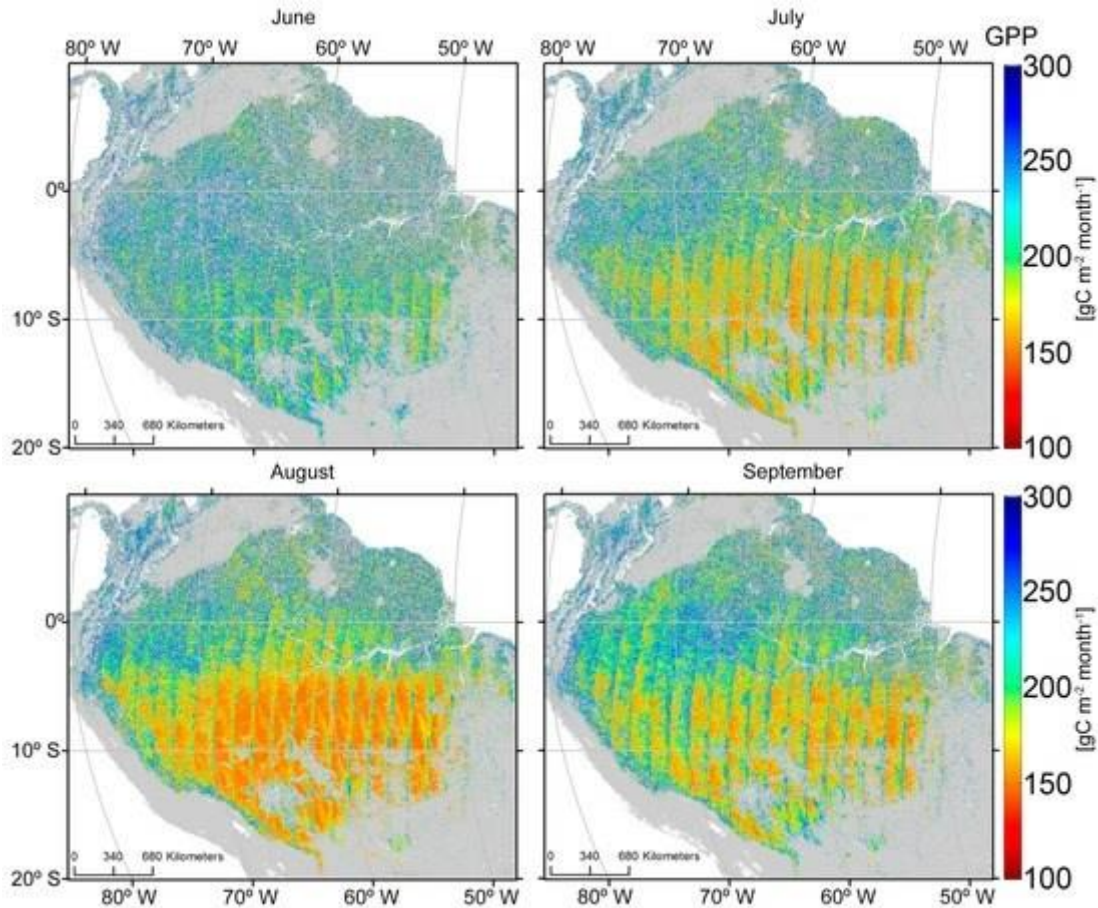 June
July
80° W 70° W 60° W 50° W
80° W 70° W 60° W 50° W
GPP
300
250
200
150
100
[gC m⁻² month⁻¹]
0°
10° S
20° S
0 340 680 Kilometers
0 340 680 Kilometers
August
September
300
250
200
150
100
[gC m⁻² month⁻¹]
0°
10° S
20° S
0 340 680 Kilometers
0 340 680 Kilometers
80° W 70° W 60° W 50° W
80° W 70° W 60° W 50° W